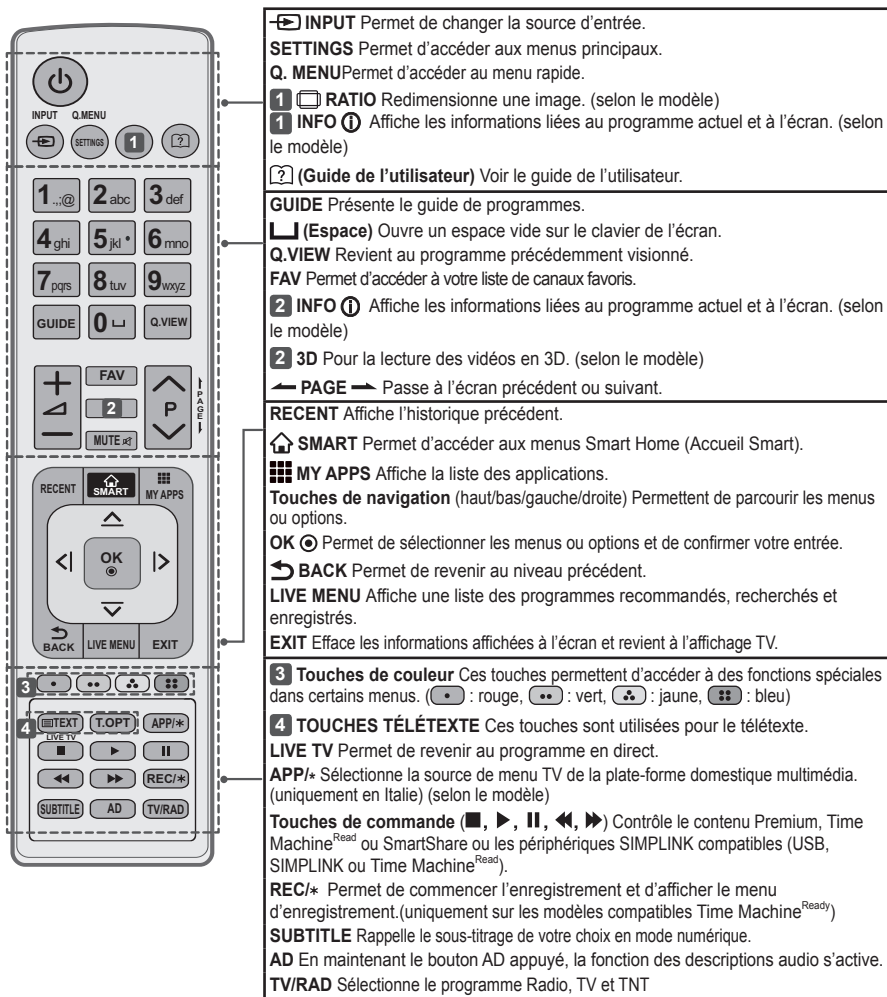 INPUT Q.MENU
SETTINGS 1 ?
1 .,;@ 2 abc 3 def
4 ghi 5 jkl 6 mno
7 pqrs 8 tuv 9 wxyz
GUIDE 0 Q.VIEW
FAV
2 P PAGE
MUTE
RECENT SMART MY APPS
OK
BACK LIVE MENU EXIT
3
4 TEXT T.OPT APP/*
LIVE TV
REC/*
SUBTITLE AD TV/RAD
INPUT Permet de changer la source d'entrée.
SETTINGS Permet d'accéder aux menus principaux.
Q. MENUPermet d'accéder au menu rapide.
1 RATIO Redimensionne une image. (selon le modèle)
1 INFO ⓘ Affiche les informations liées au programme actuel et à l'écran. (selon
le modèle)
? (Guide de l'utilisateur) Voir le guide de l'utilisateur.
GUIDE Présente le guide de programmes.
(Espace) Ouvre un espace vide sur le clavier de l'écran.
Q.VIEW Revient au programme précédemment visionné.
FAV Permet d'accéder à votre liste de canaux favoris.
2 INFO ⓘ Affiche les informations liées au programme actuel et à l'écran. (selon
le modèle)
2 3D Pour la lecture des vidéos en 3D. (selon le modèle)
PAGE Passe à l'écran précédent ou suivant.
RECENT Affiche l'historique précédent.
SMART Permet d'accéder aux menus Smart Home (Accueil Smart).
MY APPS Affiche la liste des applications.
Touches de navigation (haut/bas/gauche/droite) Permettent de parcourir les menus
ou options.
OK ⦿ Permet de sélectionner les menus ou options et de confirmer votre entrée.
BACK Permet de revenir au niveau précédent.
LIVE MENU Affiche une liste des programmes recommandés, recherchés et
enregistrés.
EXIT Efface les informations affichées à l'écran et revient à l'affichage TV.
3 Touches de couleur Ces touches permettent d'accéder à des fonctions spéciales
dans certains menus. ( : rouge, : vert, : jaune, : bleu)
4 TOUCHES TÉLÉTEXTE Ces touches sont utilisées pour le télétexte.
LIVE TV Permet de revenir au programme en direct.
APP/* Sélectionne la source de menu TV de la plate-forme domestique multimédia.
(uniquement en Italie) (selon le modèle)
Touches de commande (■, ▶, II, ◀◀, ▶▶) Contrôle le contenu Premium, Time
Machine Read ou SmartShare ou les périphériques SIMPLINK compatibles (USB,
SIMPLINK ou Time Machine Read).
REC/* Permet de commencer l'enregistrement et d'afficher le menu
d'enregistrement.(uniquement sur les modèles compatibles Time Machine Ready)
SUBTITLE Rappelle le sous-titrage de votre choix en mode numérique.
AD En maintenant le bouton AD appuyé, la fonction des descriptions audio s'active.
TV/RAD Sélectionne le programme Radio, TV et TNT